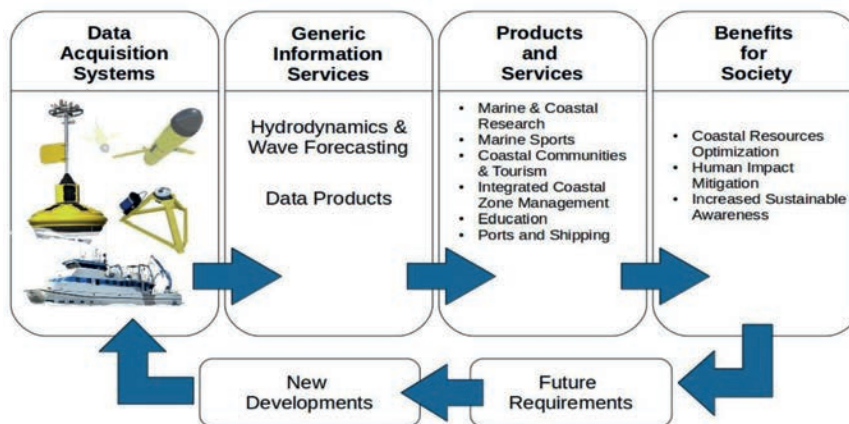 Data
Acquisition
Systems
Generic
Information
Services
Hydrodynamics &
Wave Forecasting
Data Products
Products
and
Services
• Marine & Coastal
Research
• Marine Sports
• Coastal Communities
& Tourism
• Integrated Coastal
Zone Management
• Education
• Ports and Shipping
Benefits
for
Society
• Coastal Resources
Optimization
• Human Impact
Mitigation
• Increased Sustainable
Awareness
New
Developments
Future
Requirements